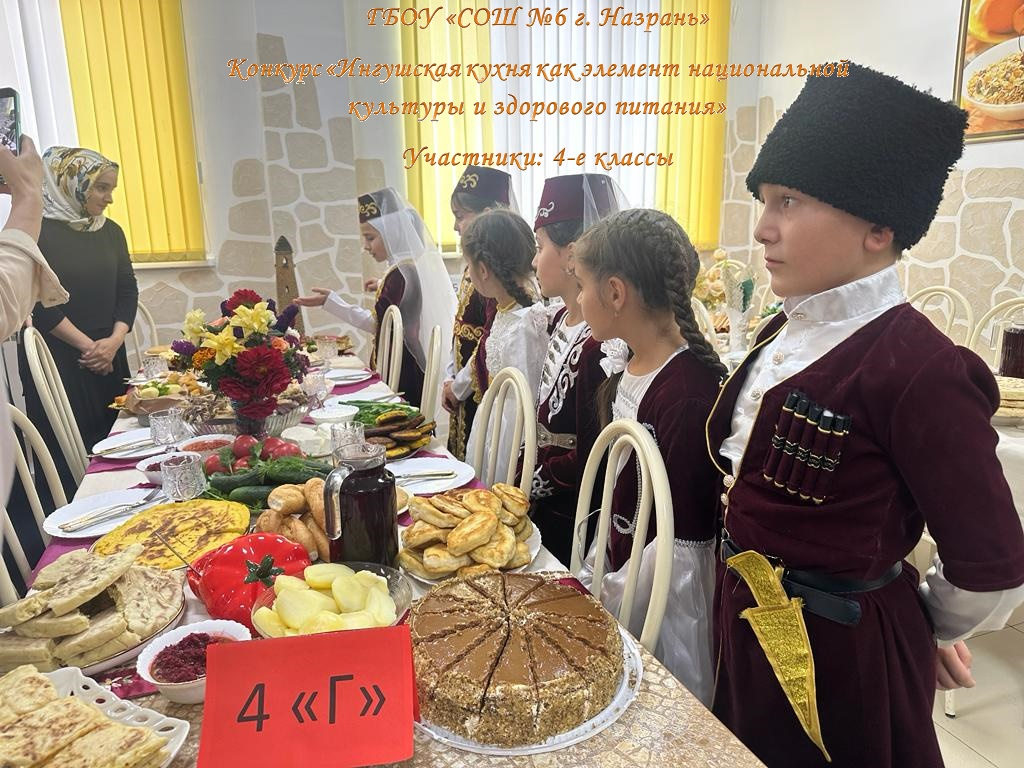 ГБОУ «СОШ №6 г. Назрань»
Конкурс «Ингушская кухня как элемент национальной
культуры и здорового питания»
Участники: 4-е классы
4 «Г»